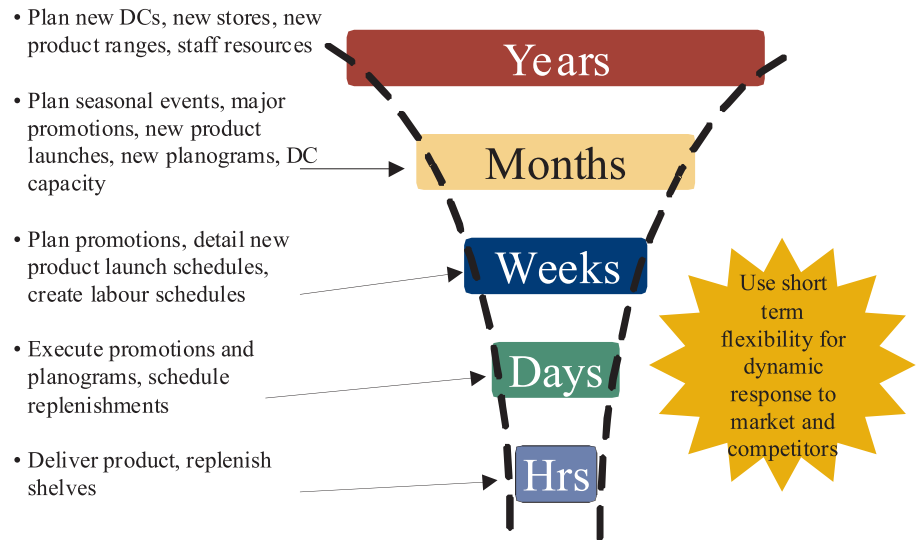 • Plan new DCs, new stores, new
product ranges, staff resources
Years
• Plan seasonal events, major
promotions, new product
launches, new planograms, DC
capacity
Months
• Plan promotions, detail new
product launch schedules,
create labour schedules
Weeks
• Execute promotions and
planograms, schedule
replenishments
Days
• Deliver product, replenish
shelves
Hrs
Use short
term
flexibility for
dynamic
response to
market and
competitors